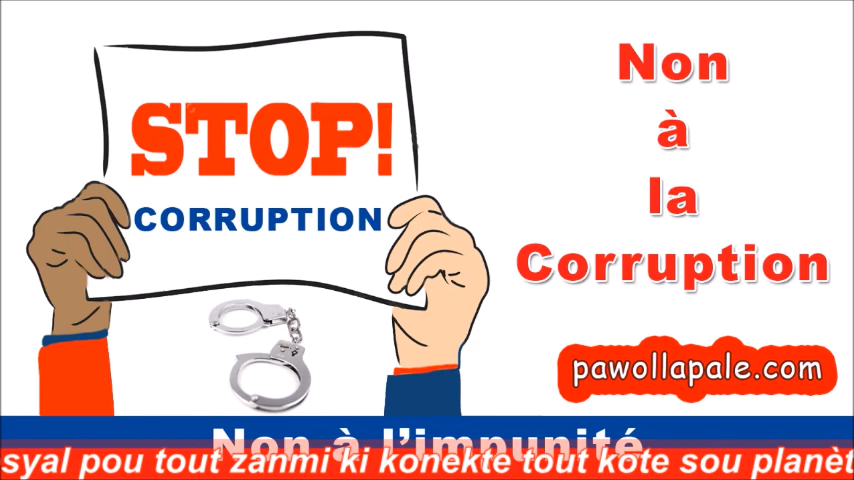 STOP!
CORRUPTION
Non
à
la
Corruption
pawollapale.com
Non à l'impunité
syal pou tout zanmi ki konekte tout kote sou planèt